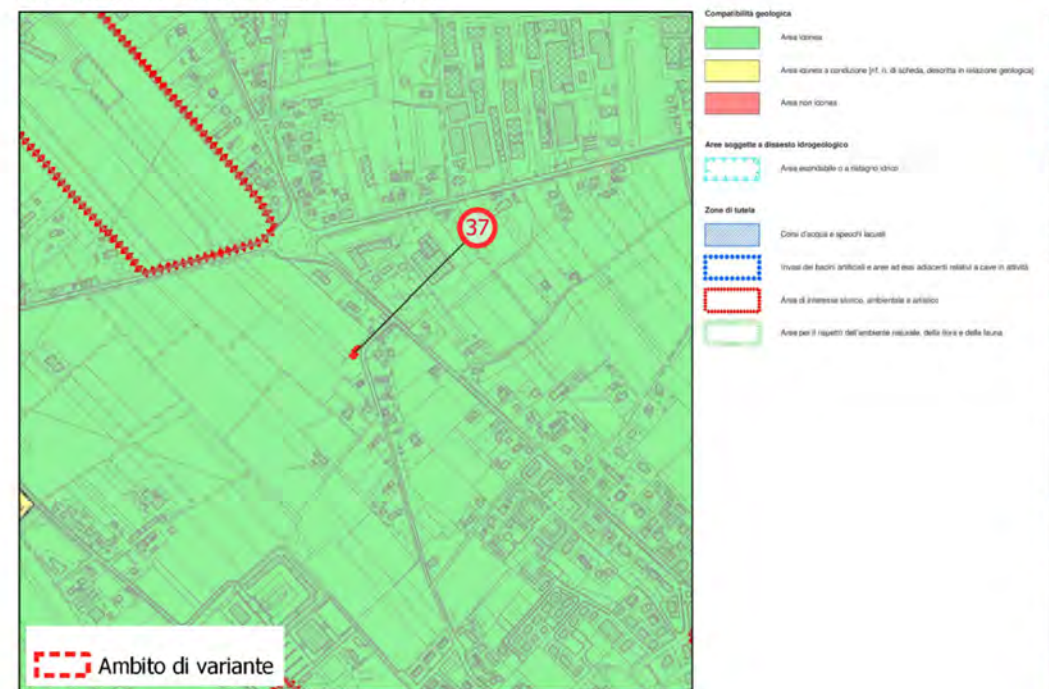 Compatibilità geologica
Area idonea
Area idonea a condizione [rif. n. di scheda, descritta in relazione geologica]
Area non idonea
Aree soggette a dissesto idrogeologico
Area esondabile o a ristagno idrico
Zone di tutela
Corsi d'acqua e specchi lacuali
Invasi dei bacini artificiali e aree ad essi adiacenti relativi a cave in attività
Area di interesse storico, ambientale e artistico
Aree per il rispetti dell'ambiente naturale, della flora e della fauna
37
Ambito di variante